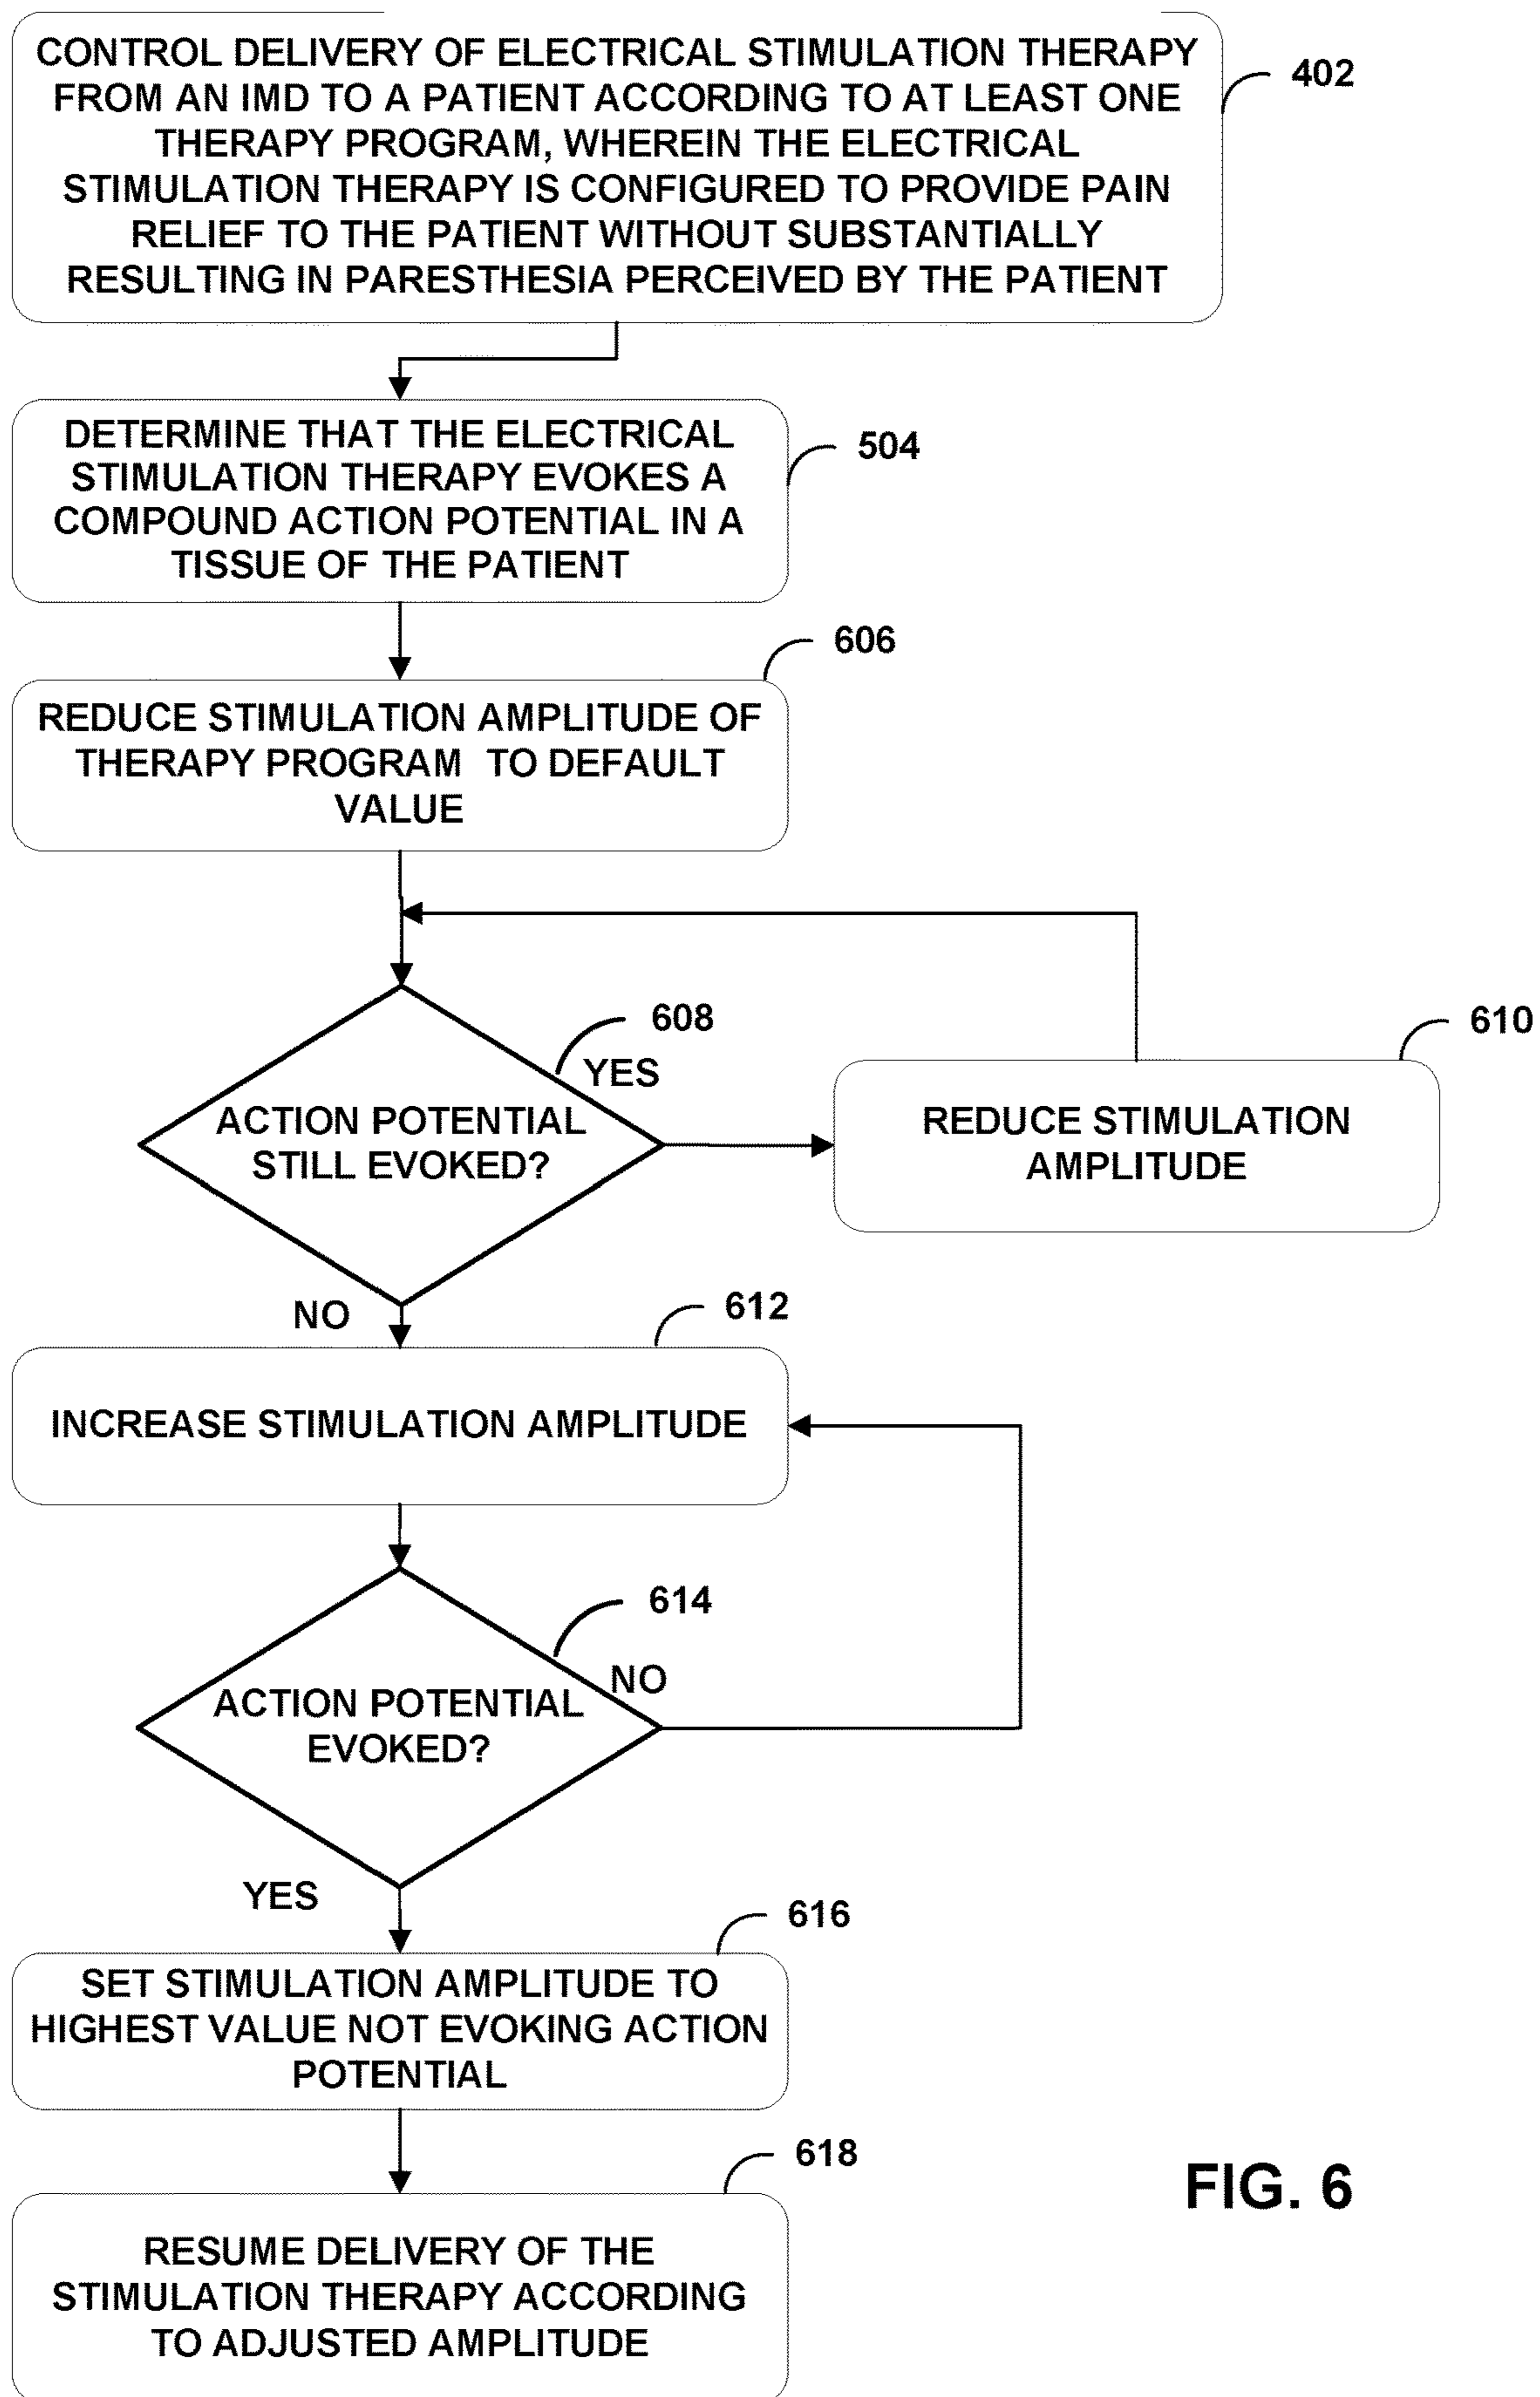 CONTROL DELIVERY OF ELECTRICAL STIMULATION THERAPY
FROM AN IMD TO A PATIENT ACCORDING TO AT LEAST ONE
THERAPY PROGRAM, WHEREIN THE ELECTRICAL
STIMULATION THERAPY IS CONFIGURED TO PROVIDE PAIN
RELIEF TO THE PATIENT WITHOUT SUBSTANTIALLY
RESULTING IN PARESTHESIA PERCEIVED BY THE PATIENT
402
DETERMINE THAT THE ELECTRICAL
STIMULATION THERAPY EVOKES A
COMPOUND ACTION POTENTIAL IN A
TISSUE OF THE PATIENT
504
606
REDUCE STIMULATION AMPLITUDE OF
THERAPY PROGRAM TO DEFAULT
VALUE
608
YES
ACTION POTENTIAL
STILL EVOKED?
610
REDUCE STIMULATION
AMPLITUDE
NO
612
INCREASE STIMULATION AMPLITUDE
614
NO
ACTION POTENTIAL
EVOKED?
YES
616
SET STIMULATION AMPLITUDE TO
HIGHEST VALUE NOT EVOKING ACTION
POTENTIAL
618
RESUME DELIVERY OF THE
STIMULATION THERAPY ACCORDING
TO ADJUSTED AMPLITUDE
FIG. 6